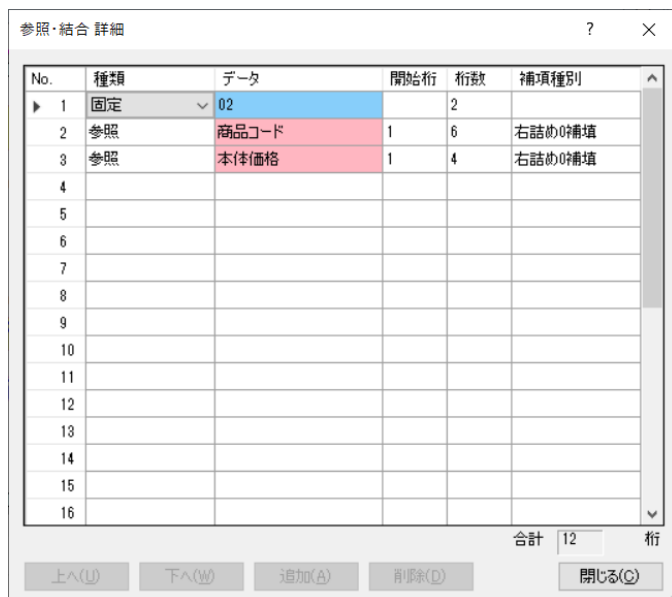 参照・結合 詳細 ?
No. 種類 データ 開始桁 桁数 補項種別
1 固定 02 2
2 参照 商品コード 1 6 右詰め0補填
3 参照 本体価格 1 4 右詰め0補填
4
5
6
7
8
9
10
11
12
13
14
15
16
合計 12 桁
上へ(U) 下へ(W) 追加(A) 削除(D) 閉じる(C)